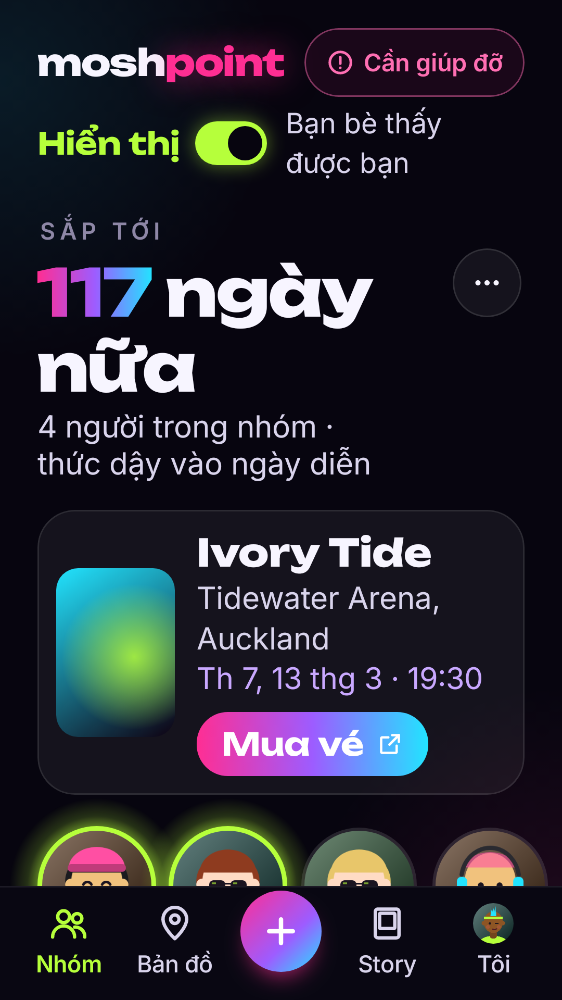 moshpoint
Cần giúp đỡ
Hiển thị
Bạn bè thấy
được bạn
SẮP TỚI
117 ngày
nữa
4 người trong nhóm ·
thức dậy vào ngày diễn
Ivory Tide
Tidewater Arena,
Auckland
Th 7, 13 thg 3 · 19:30
Mua vé
Nhóm
Bản đồ
Story
Tôi